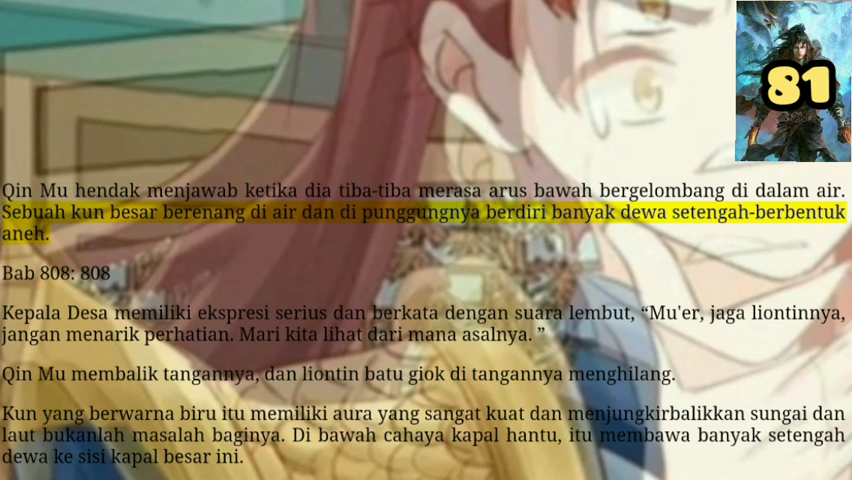 81
Qin Mu hendak menjawab ketika dia tiba-tiba merasa arus bawah bergelombang di dalam air.
Sebuah kun besar berenang di air dan di punggungnya berdiri banyak dewa setengah-berbentuk
aneh.
Bab 808: 808
Kepala Desa memiliki ekspresi serius dan berkata dengan suara lembut, “Mu'er, jaga liontinnya,
jangan menarik perhatian. Mari kita lihat dari mana asalnya. ”
Qin Mu membalik tangannya, dan liontin batu giok di tangannya menghilang.
Kun yang berwarna biru itu memiliki aura yang sangat kuat dan menjungkirbalikkan sungai dan
laut bukanlah masalah baginya. Di bawah cahaya kapal hantu, itu membawa banyak setengah
dewa ke sisi kapal besar ini.